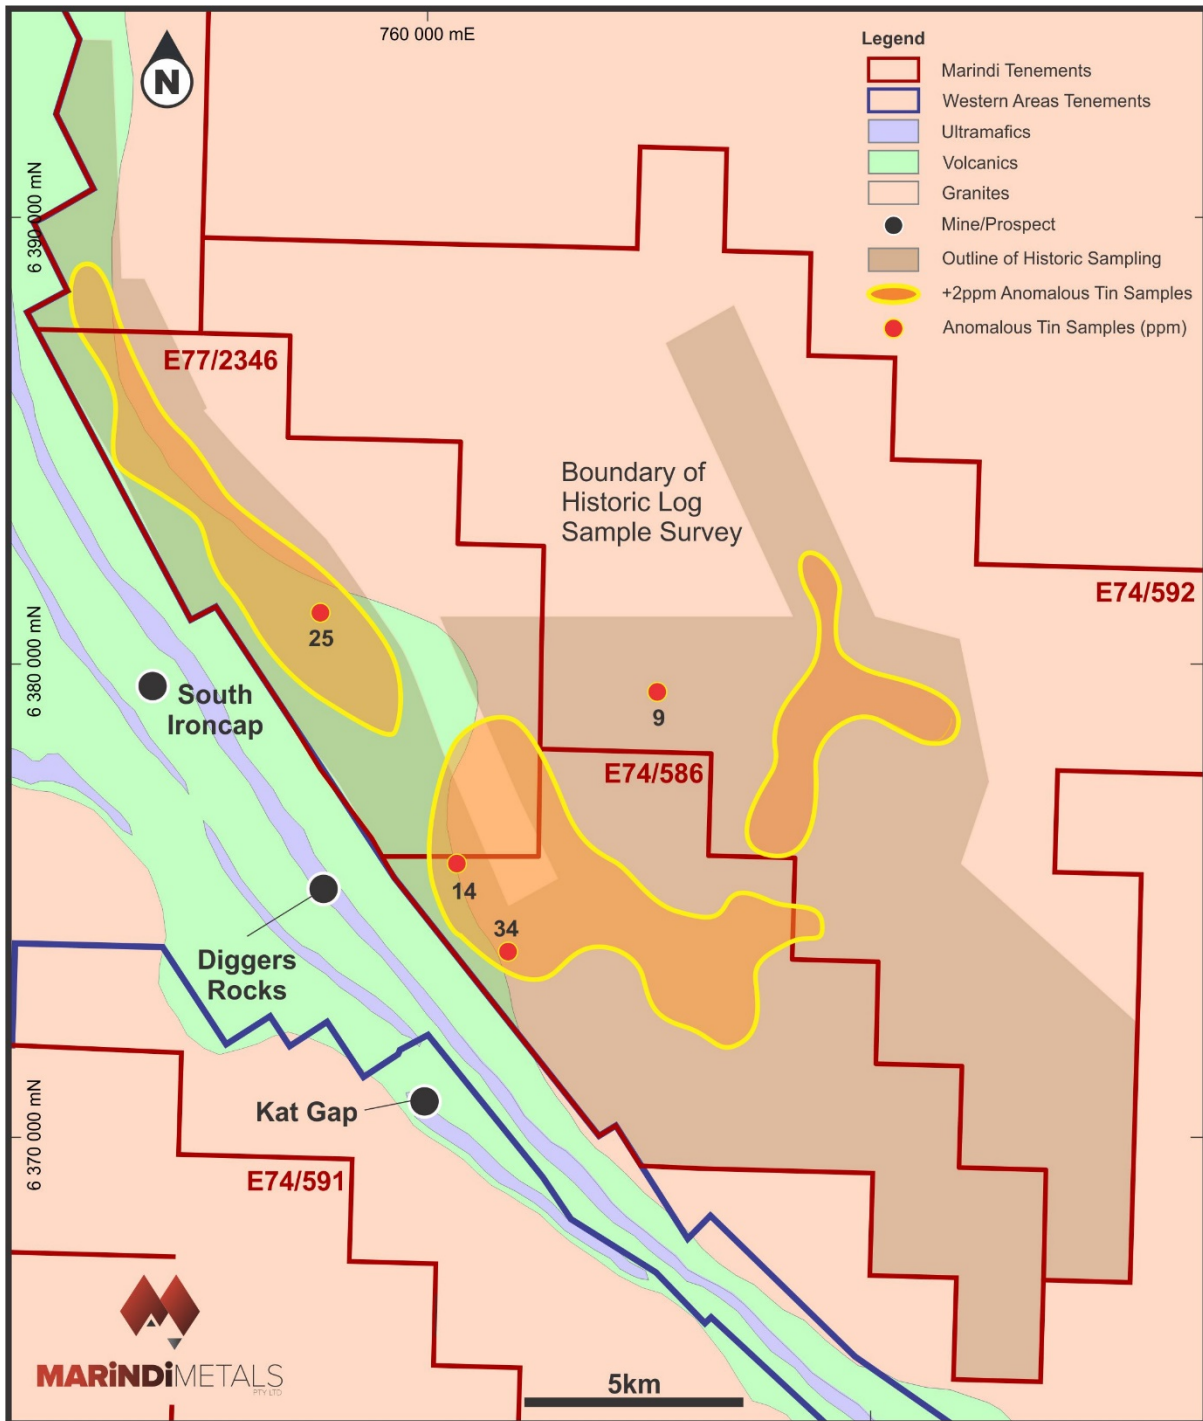 760 000 mE
N
Legend
Marindi Tenements
Western Areas Tenements
Ultramafics
Volcanics
Granites
Mine/Prospect
Outline of Historic Sampling
+2ppm Anomalous Tin Samples
Anomalous Tin Samples (ppm)
6 390 000 mN
E77/2346
Boundary of
Historic Log
Sample Survey
E74/592
25
6 380 000 mN
South
Ironcap
9
E74/586
14
34
Diggers
Rocks
Kat Gap
6 370 000 mN
E74/591
MARiNDiMETALS
PTY LTD
5km